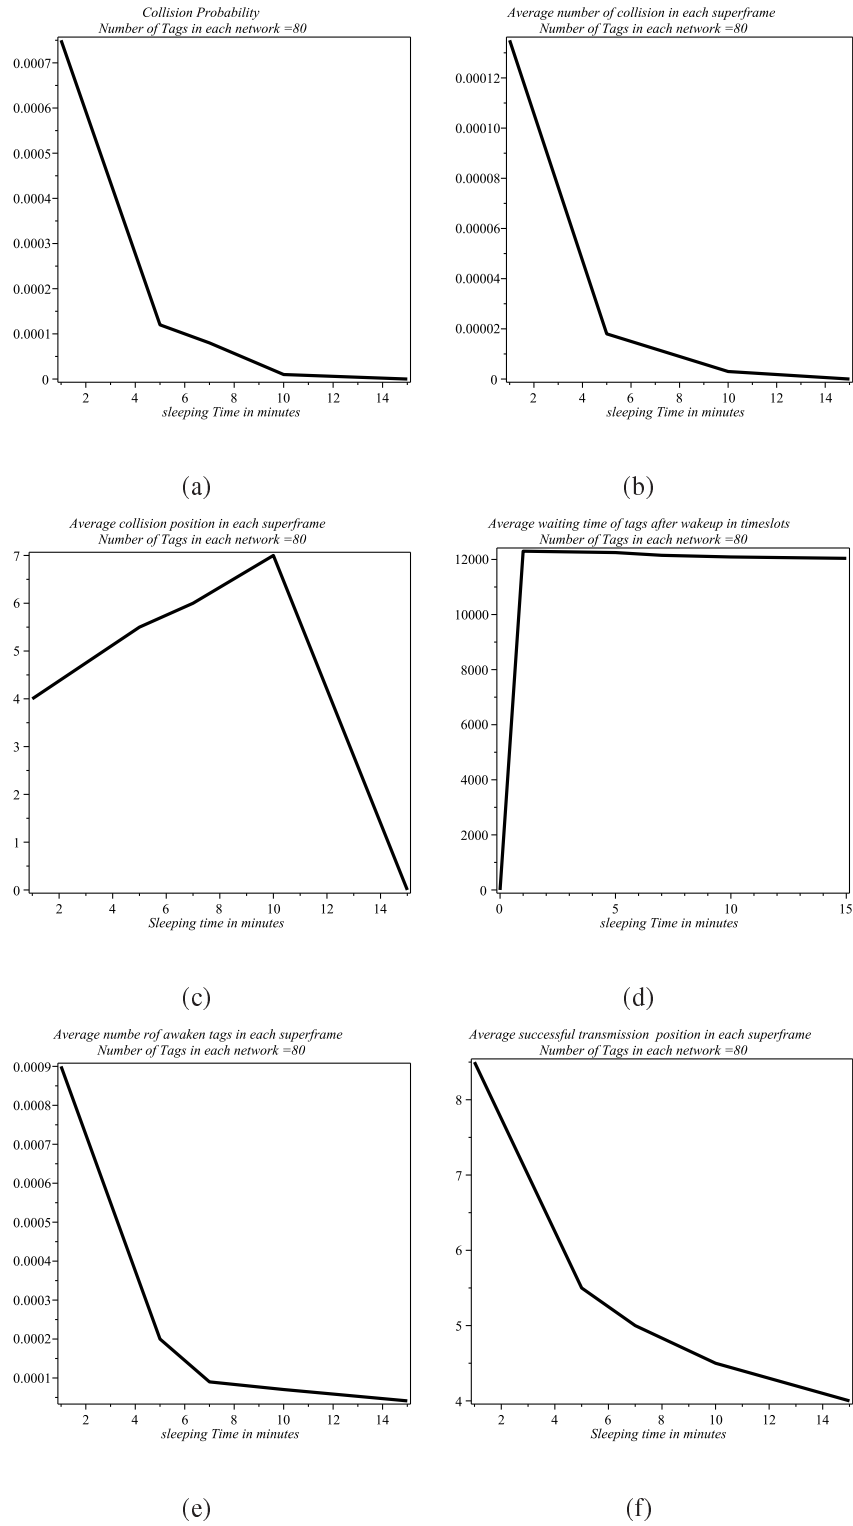 Collision Probability
Number of Tags in each network =80
0.0007
0.0006
0.0005
0.0004
0.0003
0.0002
0.0001
0
2 4 6 8 10 12 14
sleeping Time in minutes
(a)
Average number of collision in each superframe
Number of Tags in each network =80
0.00012
0.00010
0.00008
0.00006
0.00004
0.00002
0
2 4 6 8 10 12 14
sleeping Time in minutes
(b)
Average collision position in each superframe
Number of Tags in each network =80
7
6
5
4
3
2
1
0
2 4 6 8 10 12 14
Sleeping time in minutes
(c)
Average waiting time of tags after wakeup in timeslots
Number of Tags in each network =80
12000
10000
8000
6000
4000
2000
0
0 5 10 15
sleeping Time in minutes
(d)
Average numbe rof awaken tags in each superframe
Number of Tags in each network =80
0.0009
0.0008
0.0007
0.0006
0.0005
0.0004
0.0003
0.0002
0.0001
2 4 6 8 10 12 14
sleeping Time in minutes
(e)
Average successful transmission position in each superframe
Number of Tags in each network =80
8
7
6
5
4
2 4 6 8 10 12 14
Sleeping time in minutes
(f)